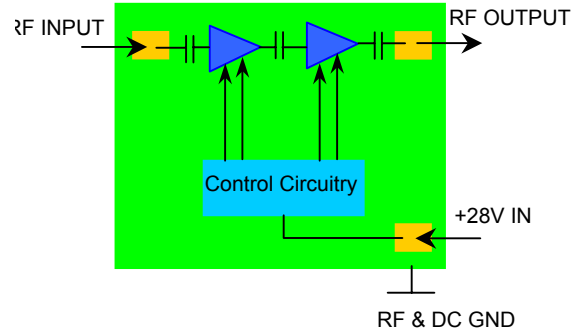 RF INPUT
RF OUTPUT
Control Circuitry
+28V IN
RF & DC GND